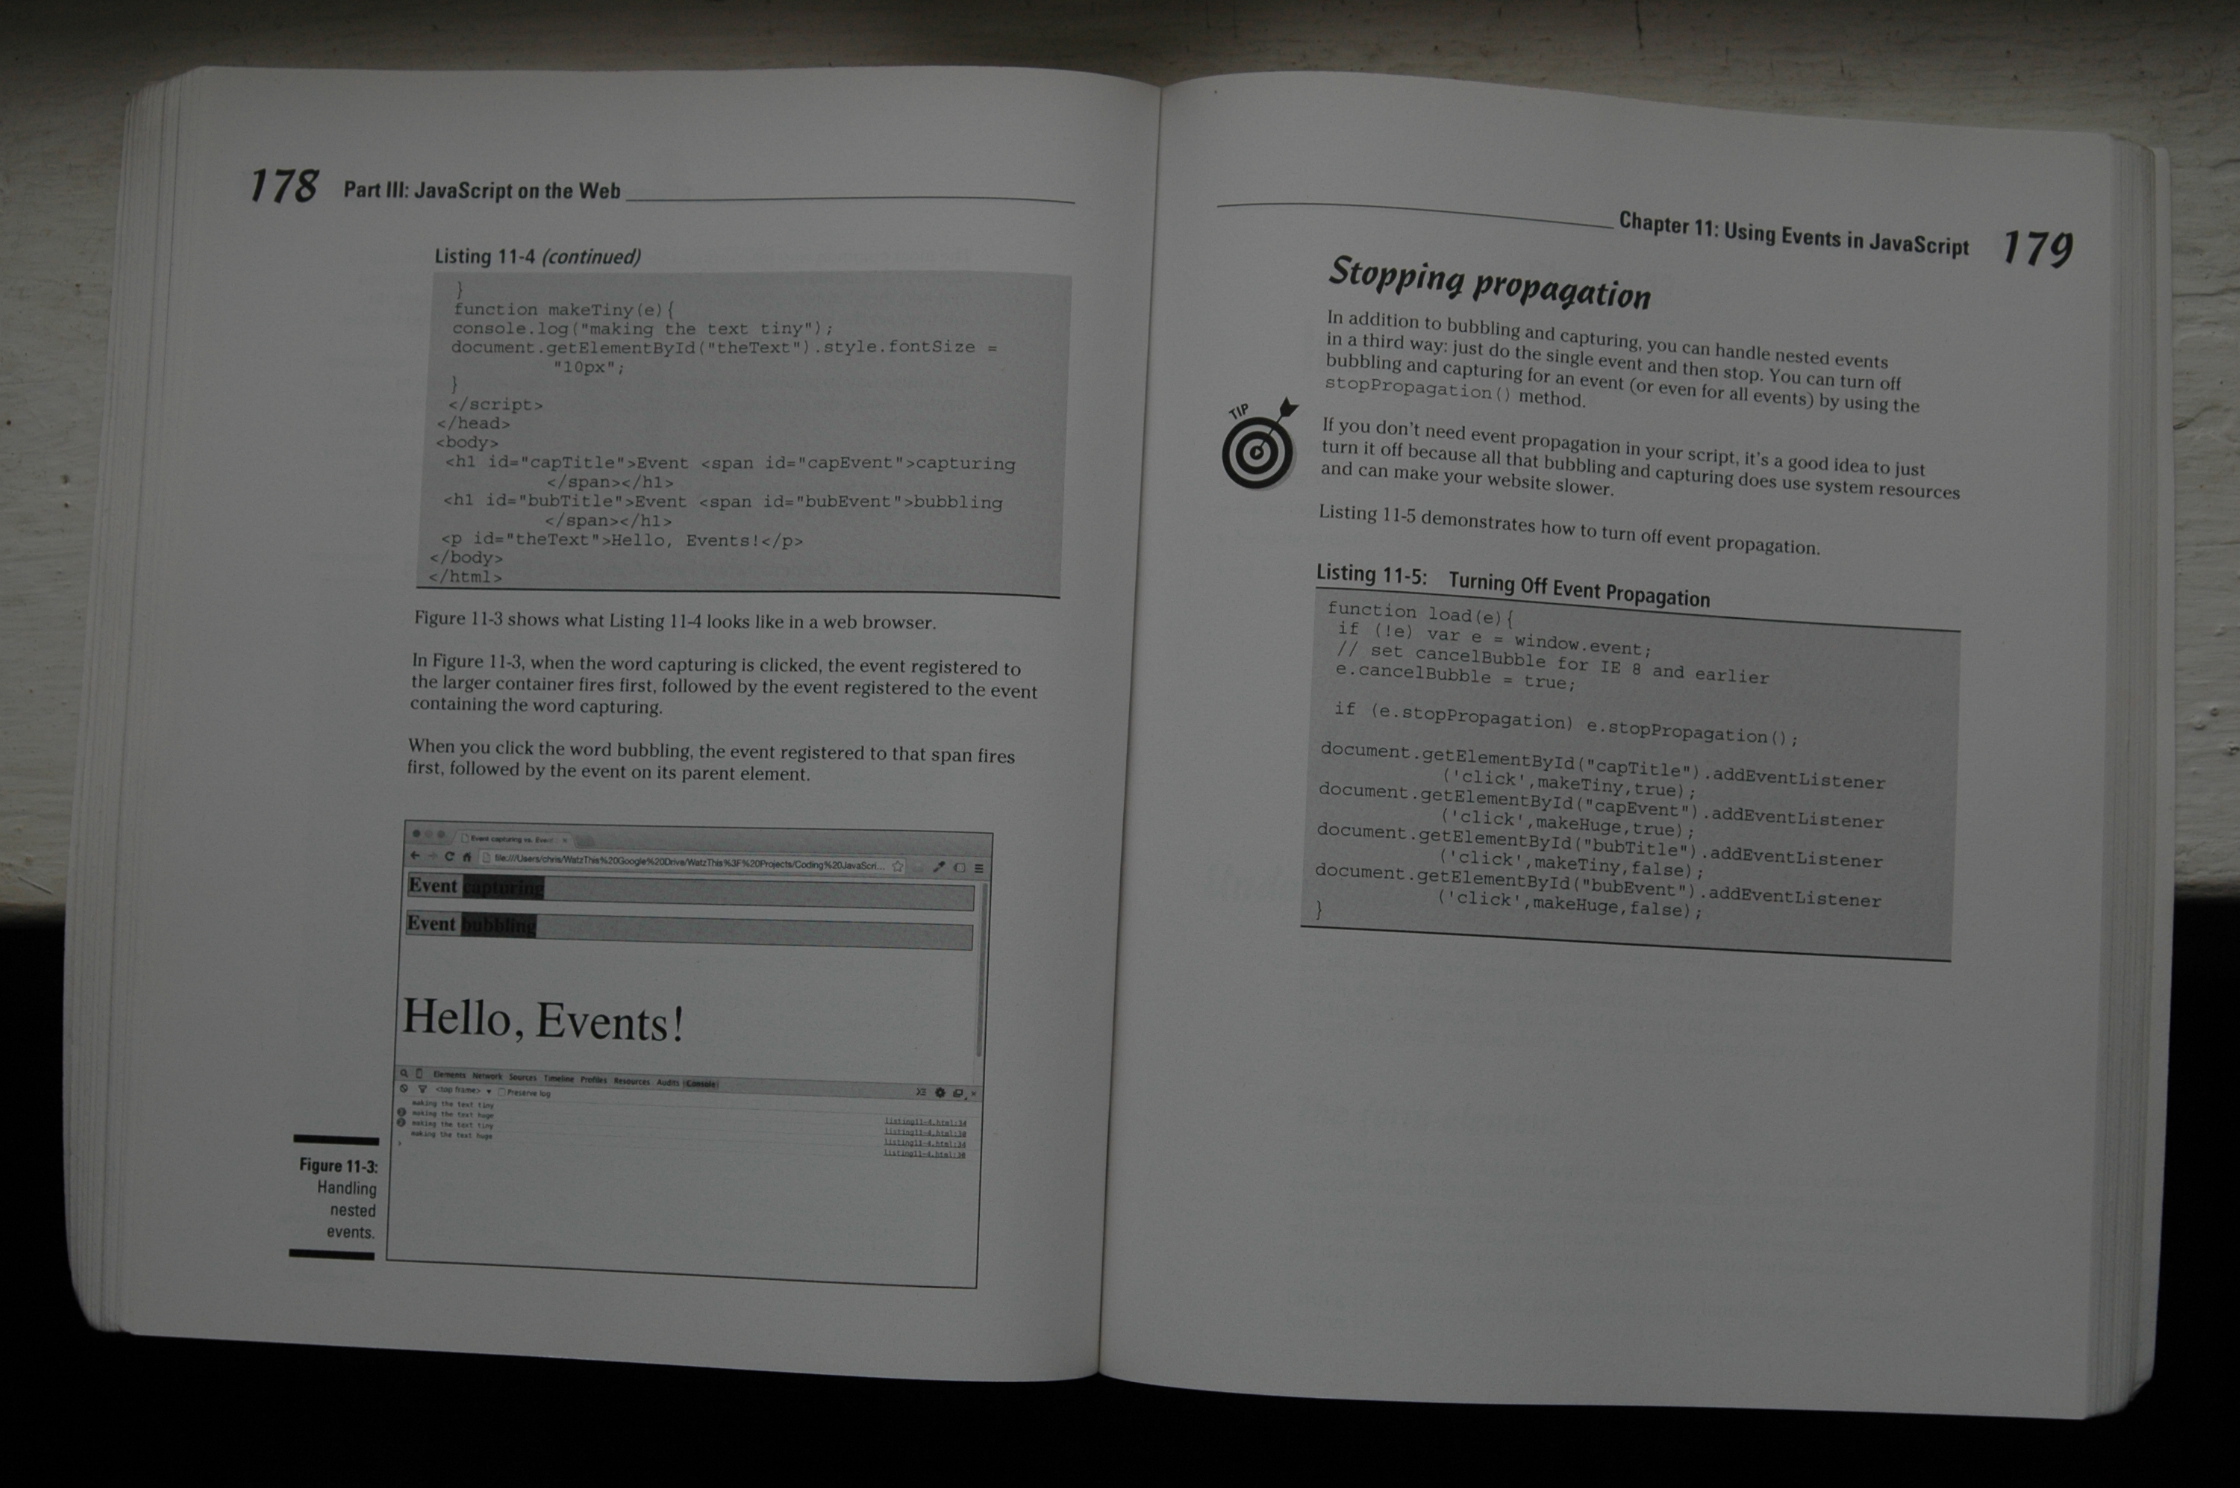 178 Part III: JavaScript on the Web
Listing 11-4 (continued)
}
function makeTiny(e){
console.log("making the text tiny");
document.getElementById("theText").style.fontSize =
"10px";
}
</script>
</head>
<body>
<h1 id="capTitle">Event <span id="capEvent">capturing
</span></h1>
<h1 id="bubTitle">Event <span id="bubEvent">bubbling
</span></h1>
<p id="theText">Hello, Events!</p>
</body>
</html>
Figure 11-3 shows what Listing 11-4 looks like in a web browser.
In Figure 11-3, when the word capturing is clicked, the event registered to
the larger container fires first, followed by the event registered to the event
containing the word capturing.
When you click the word bubbling, the event registered to that span fires
first, followed by the event on its parent element.
Event capturing vs. Event
file:///Users/chris/WatzThis%20Google%20Drive/WatzThis%3F%20Projects/Coding%20JavaScri...
Event capturing
Event bubbling
Hello, Events!
Elements Network Sources Timeline Profiles Resources Audits Console
<top frame> Preserve log
making the text tiny
2 making the text huge
2 making the text tiny
making the text huge
listing11-4.html:34
listing11-4.html:30
listing11-4.html:34
listing11-4.html:30
Figure 11-3:
Handling
nested
events.
Chapter 11: Using Events in JavaScript 179
Stopping propagation
In addition to bubbling and capturing, you can handle nested events
in a third way: just do the single event and then stop. You can turn off
bubbling and capturing for an event (or even for all events) by using the
stopPropagation() method.
TIP
If you don't need event propagation in your script, it's a good idea to just
turn it off because all that bubbling and capturing does use system resources
and can make your website slower.
Listing 11-5 demonstrates how to turn off event propagation.
Listing 11-5: Turning Off Event Propagation
function load(e){
if (!e) var e = window.event;
// set cancelBubble for IE 8 and earlier
e.cancelBubble = true;
if (e.stopPropagation) e.stopPropagation();
document.getElementById("capTitle").addEventListener
('click',makeTiny,true);
document.getElementById("capEvent").addEventListener
('click',makeHuge,true);
document.getElementById("bubTitle").addEventListener
('click',makeTiny,false);
document.getElementById("bubEvent").addEventListener
('click',makeHuge,false);
}